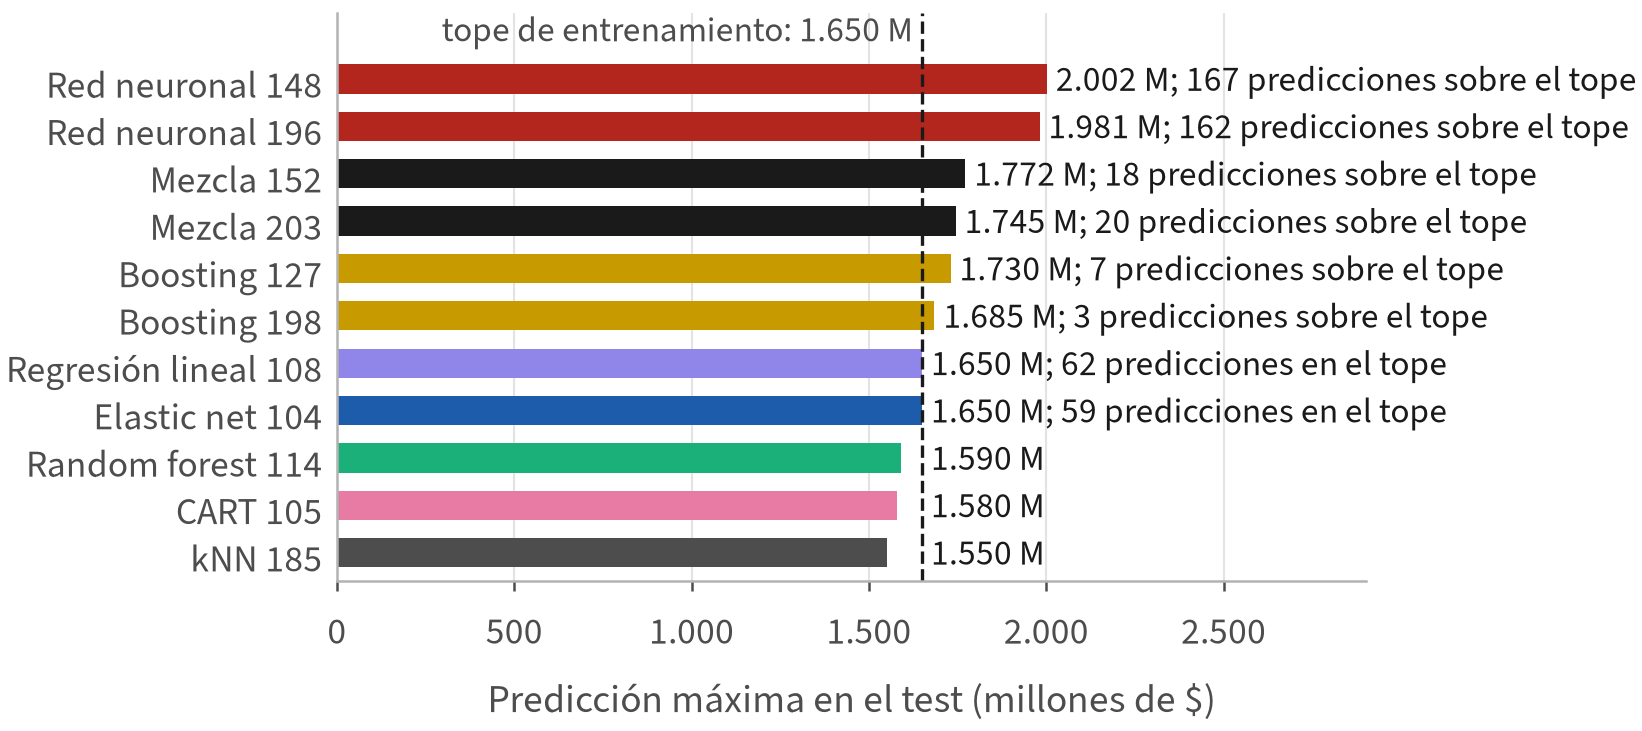 tope de entrenamiento: 1.650 M
Red neuronal 148 2.002 M; 167 predicciones sobre el tope
Red neuronal 196 1.981 M; 162 predicciones sobre el tope
Mezcla 152 1.772 M; 18 predicciones sobre el tope
Mezcla 203 1.745 M; 20 predicciones sobre el tope
Boosting 127 1.730 M; 7 predicciones sobre el tope
Boosting 198 1.685 M; 3 predicciones sobre el tope
Regresión lineal 108 1.650 M; 62 predicciones en el tope
Elastic net 104 1.650 M; 59 predicciones en el tope
Random forest 114 1.590 M
CART 105 1.580 M
kNN 185 1.550 M
0 500 1.000 1.500 2.000 2.500
Predicción máxima en el test (millones de $)